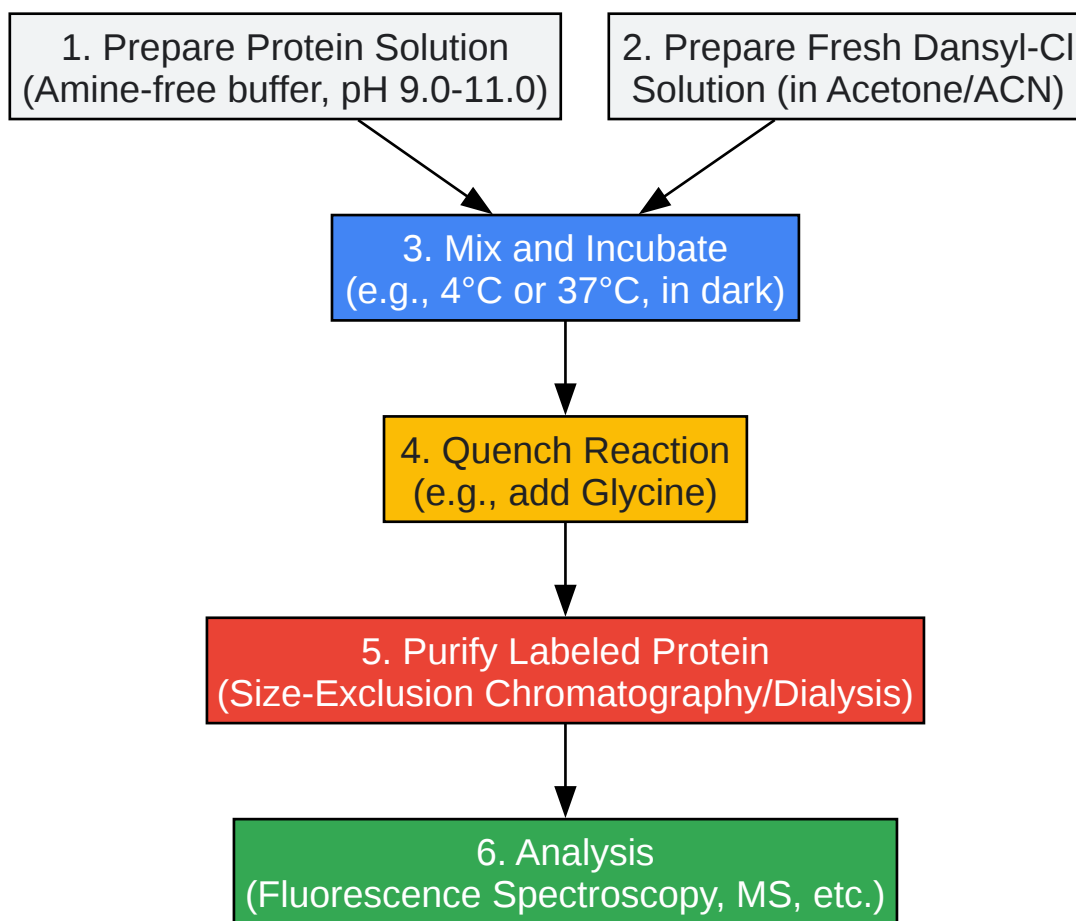 1. Prepare Protein Solution
(Amine-free buffer, pH 9.0-11.0)
2. Prepare Fresh Dansyl-Cl
Solution (in Acetone/ACN)
3. Mix and Incubate
(e.g., 4°C or 37°C, in dark)
4. Quench Reaction
(e.g., add Glycine)
5. Purify Labeled Protein
(Size-Exclusion Chromatography/Dialysis)
6. Analysis
(Fluorescence Spectroscopy, MS, etc.)